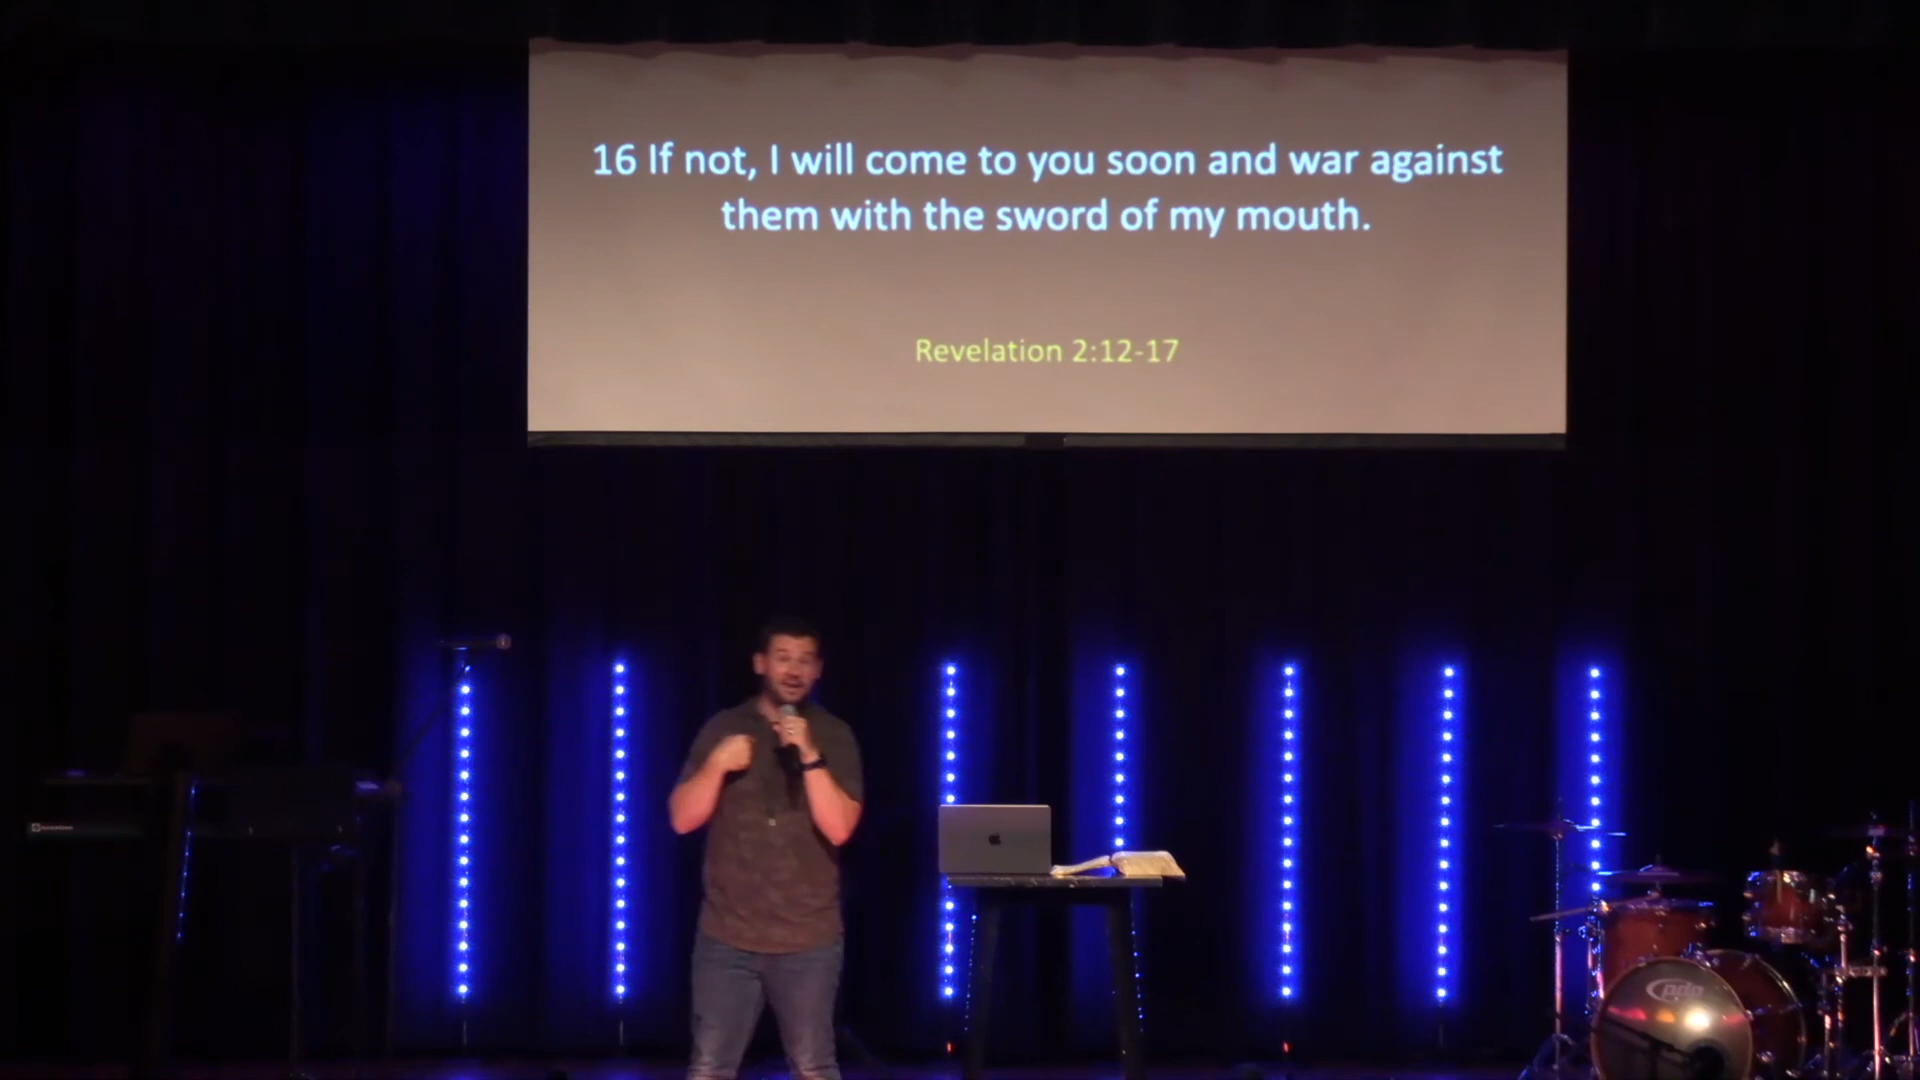 16 If not, I will come to you soon and war against
them with the sword of my mouth.
Revelation 2:12-17
pdp